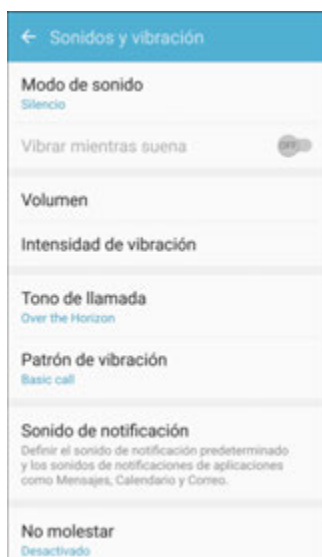 Sonidos y vibración
Modo de sonido
Silencio
Vibrar mientras suena
OFF
Volumen
Intensidad de vibración
Tono de llamada
Over the Horizon
Patrón de vibración
Basic call
Sonido de notificación
Definir el sonido de notificación predeterminado
y los sonidos de notificaciones de aplicaciones
como Mensajes, Calendario y Correo.
No molestar
Desactivado